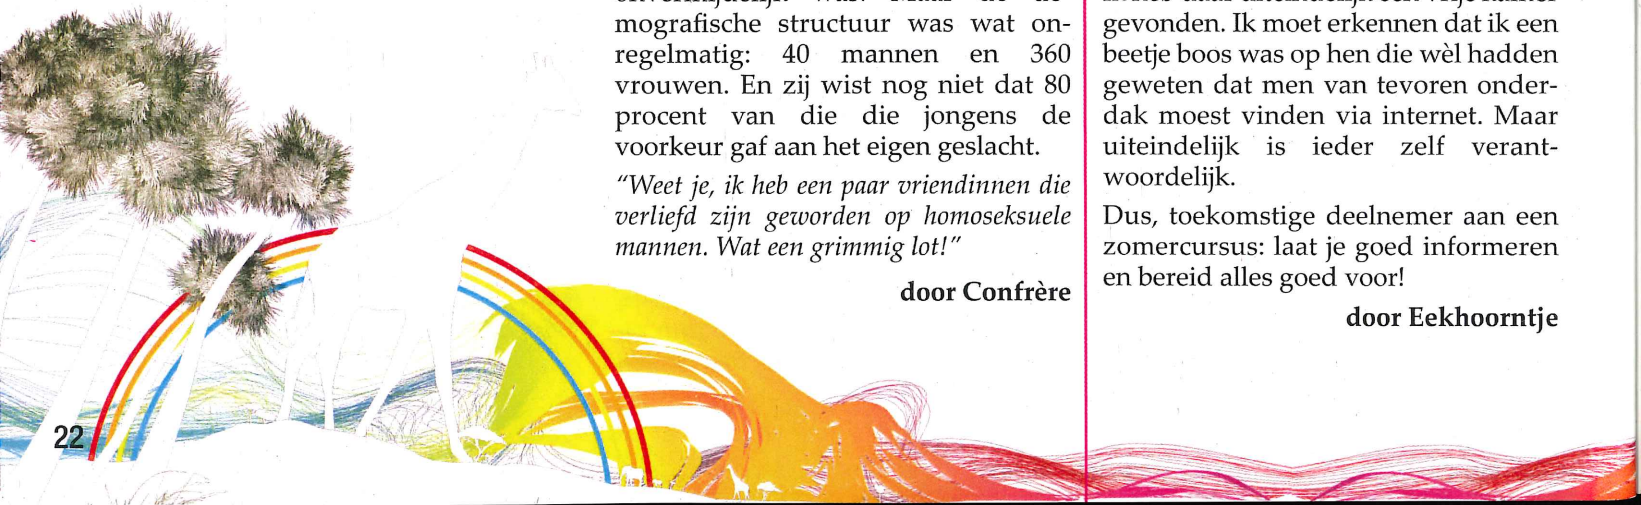 mografische structuur was wat on-
regelmatig: 40 mannen en 360
vrouwen. En zij wist nog niet dat 80
procent van die die jongens de
voorkeur gaf aan het eigen geslacht.
"Weet je, ik heb een paar vriendinnen die
verliefd zijn geworden op homoseksuele
mannen. Wat een grimmig lot!"
door Confrère
gevonden. Ik moet erkennen dat ik een
beetje boos was op hen die wèl hadden
geweten dat men van tevoren onder-
dak moest vinden via internet. Maar
uiteindelijk is ieder zelf verant-
woordelijk.
Dus, toekomstige deelnemer aan een
zomercursus: laat je goed informeren
en bereid alles goed voor!
door Eekhoorntje
22